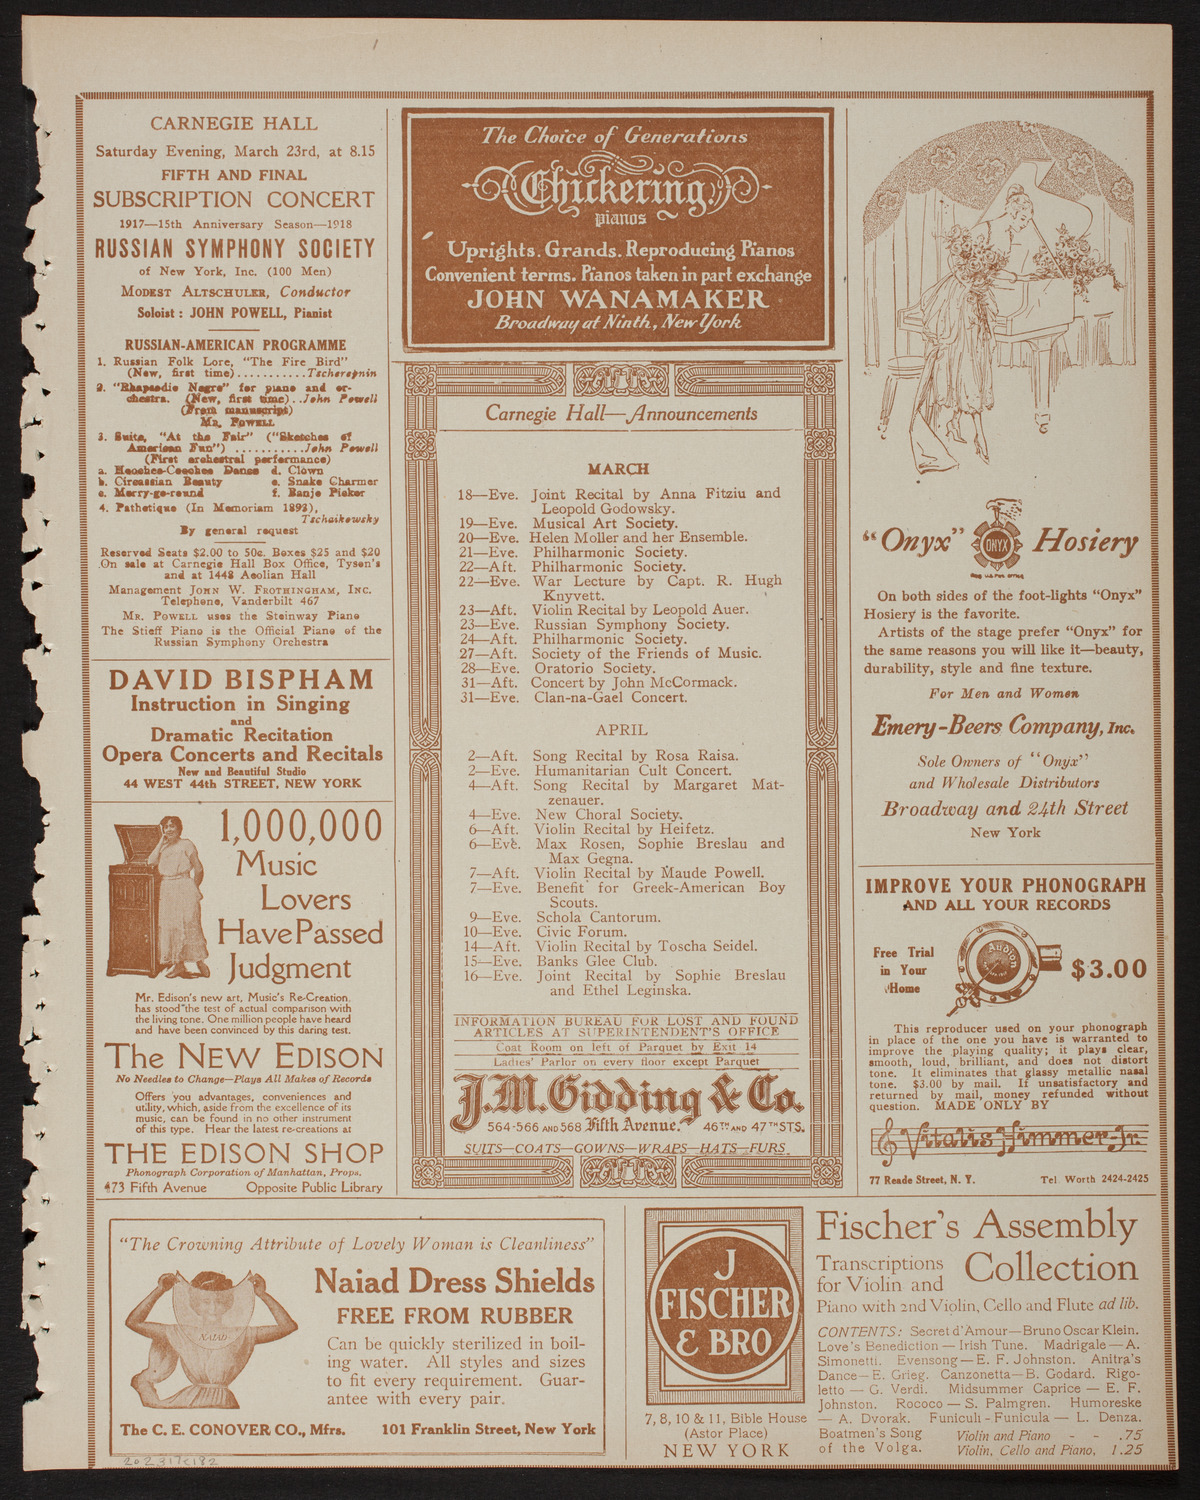 CARNEGIE HALL
Saturday Evening, March 23rd, at 8.15
FIFTH AND FINAL
SUBSCRIPTION CONCERT
1917—15th Anniversary Season—1918
RUSSIAN SYMPHONY SOCIETY
of New York, Inc. (100 Men)
MODEST ALTSCHULER, Conductor
Soloist: JOHN POWELL, Pianist
RUSSIAN-AMERICAN PROGRAMME
1. Russian Folk Lore, "The Fire Bird"
(New, first time)...........Tscherepnin
2. "Rhapsodie Negre" for piano and or-
chestra. (New, first time)..John Powell
(From manuscript)
MR. POWELL
3. Suite, "At the Fair" ("Sketches of
American Fun") ...........John Powell
(First orchestral performance)
a. Hooches-Coochee Dance d. Clown
b. Circassian Beauty e. Snake Charmer
c. Merry-go-round f. Banjo Picker
4. Pathetique (In Memoriam 1893),
Tschaikowsky
By general request
Reserved Seats $2.00 to 50c. Boxes $25 and $20
On sale at Carnegie Hall Box Office, Tyson's
and at 1448 Aeolian Hall
Management JOHN W. FROTHINGHAM, INC.
Telephone, Vanderbilt 467
MR. POWELL uses the Steinway Piano
The Stieff Piano is the Official Piano of the
Russian Symphony Orchestra
DAVID BISPHAM
Instruction in Singing
and
Dramatic Recitation
Opera Concerts and Recitals
New and Beautiful Studio
44 WEST 44th STREET, NEW YORK
1,000,000
Music
Lovers
Have Passed
Judgment
Mr. Edison's new art, Music's Re-Creation,
has stood the test of actual comparison with
the living tone. One million people have heard
and have been convinced by this daring test.
The NEW EDISON
No Needles to Change—Plays All Makes of Records
Offers you advantages, conveniences and
utility, which, aside from the excellence of its
music, can be found in no other instrument
of this type. Hear the latest re-creations at
THE EDISON SHOP
Phonograph Corporation of Manhattan, Props.
473 Fifth Avenue Opposite Public Library
The Choice of Generations
Chickering
pianos
Uprights. Grands. Reproducing Pianos
Convenient terms. Pianos taken in part exchange
JOHN WANAMAKER
Broadway at Ninth, New York
Carnegie Hall—Announcements
MARCH
18—Eve. Joint Recital by Anna Fitziu and
Leopold Godowsky.
19—Eve. Musical Art Society.
20—Eve. Helen Moller and her Ensemble.
21—Eve. Philharmonic Society.
22—Aft. Philharmonic Society.
22—Eve. War Lecture by Capt. R. Hugh
Knyvett.
23—Aft. Violin Recital by Leopold Auer.
23—Eve. Russian Symphony Society.
24—Aft. Philharmonic Society.
27—Aft. Society of the Friends of Music.
28—Eve. Oratorio Society.
31—Aft. Concert by John McCormack.
31—Eve. Clan-na-Gael Concert.
APRIL
2—Aft. Song Recital by Rosa Raisa.
2—Eve. Humanitarian Cult Concert.
4—Aft. Song Recital by Margaret Mat-
zenauer.
4—Eve. New Choral Society.
6—Aft. Violin Recital by Heifetz.
6—Eve. Max Rosen, Sophie Breslau and
Max Gegna.
7—Aft. Violin Recital by Maude Powell.
7—Eve. Benefit for Greek-American Boy
Scouts.
9—Eve. Schola Cantorum.
10—Eve. Civic Forum.
14—Aft. Violin Recital by Toscha Seidel.
15—Eve. Banks Glee Club.
16—Eve. Joint Recital by Sophie Breslau
and Ethel Leginska.
INFORMATION BUREAU FOR LOST AND FOUND
ARTICLES AT SUPERINTENDENT'S OFFICE
Coat Room on left of Parquet by Exit 14
Ladies' Parlor on every floor except Parquet
J.M. Gidding & Co.
564-566 AND 568 Fifth Avenue. 46TH AND 47TH STS.
SUITS—COATS—GOWNS—WRAPS—HATS—FURS
"Onyx" ONYX Hosiery
REG. U.S. PAT. OFFICE
On both sides of the foot-lights "Onyx"
Hosiery is the favorite.
Artists of the stage prefer "Onyx" for
the same reasons you will like it—beauty,
durability, style and fine texture.
For Men and Women
Emery-Beers Company, Inc.
Sole Owners of "Onyx"
and Wholesale Distributors
Broadway and 24th Street
New York
IMPROVE YOUR PHONOGRAPH
AND ALL YOUR RECORDS
Free Trial
in Your
Home
Audion
$3.00
This reproducer used on your phonograph
in place of the one you have is warranted to
improve the playing quality; it plays clear,
smooth, loud, brilliant, and does not distort
tone. It eliminates that glassy metallic nasal
tone. $3.00 by mail. If unsatisfactory and
returned by mail, money refunded without
question. MADE ONLY BY
Vitalis Himmer Jr.
77 Reade Street, N. Y. Tel. Worth 2424-2425
"The Crowning Attribute of Lovely Woman is Cleanliness"
NAIAD
Naiad Dress Shields
FREE FROM RUBBER
Can be quickly sterilized in boil-
ing water. All styles and sizes
to fit every requirement. Guar-
antee with every pair.
The C. E. CONOVER CO., Mfrs. 101 Franklin Street, New York
J
FISCHER
& BRO
7, 8, 10 & 11, Bible House
(Astor Place)
NEW YORK
Fischer's Assembly
Collection
Transcriptions
for Violin and
Piano with 2nd Violin, Cello and Flute ad lib.
CONTENTS: Secret d'Amour—Bruno Oscar Klein.
Love's Benediction—Irish Tune. Madrigale—A.
Simonetti. Evensong—E. F. Johnston. Anitra's
Dance—E. Grieg. Canzonetta—B. Godard. Rigo-
letto — G. Verdi. Midsummer Caprice — E. F.
Johnston. Rococo — S. Palmgren. Humoreske
— A. Dvorak. Funiculi-Funicula — L. Denza.
Boatmen's Song Violin and Piano - - .75
of the Volga. Violin, Cello and Piano, 1.25
202317c182